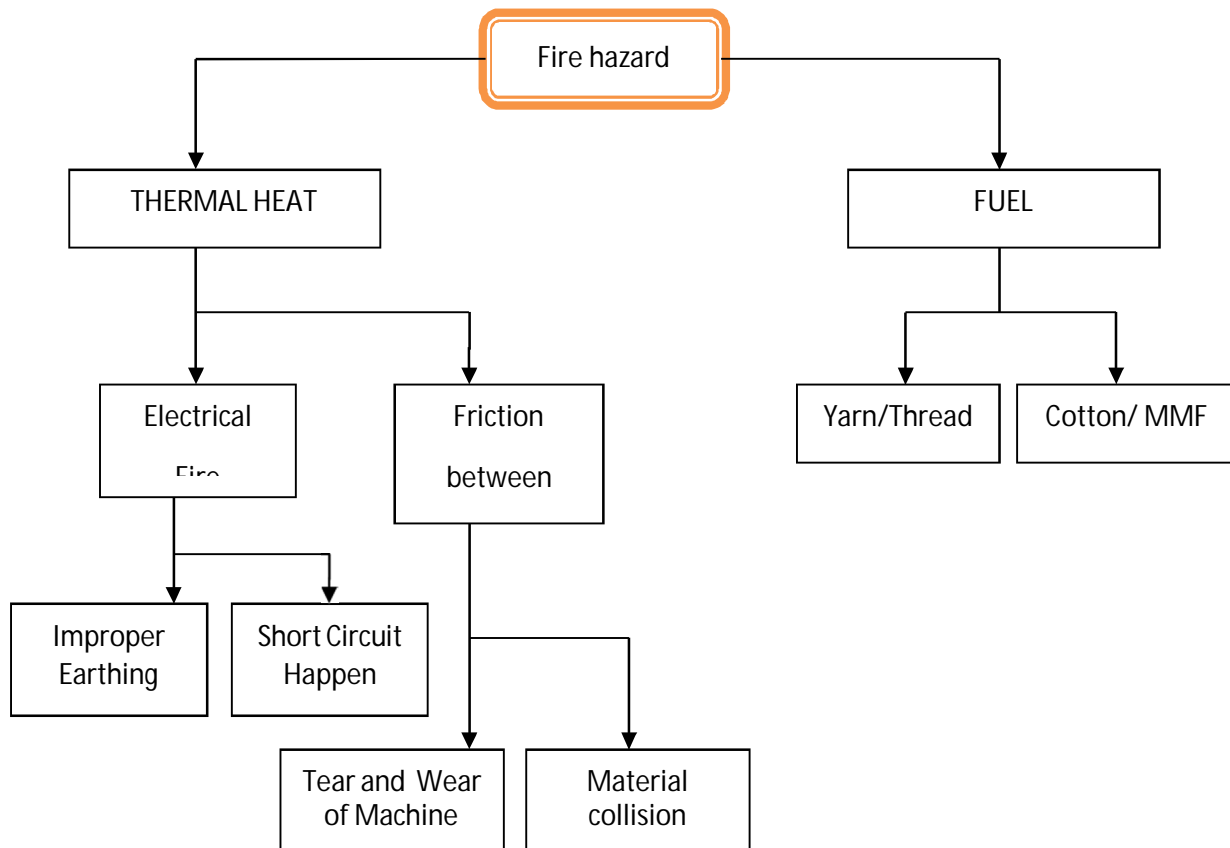 Fire hazard
THERMAL HEAT
FUEL
Electrical
Fire
Friction
between
Yarn/Thread
Cotton/ MMF
Improper
Earthing
Short Circuit
Happen
Tear and Wear
of Machine
Material
collision